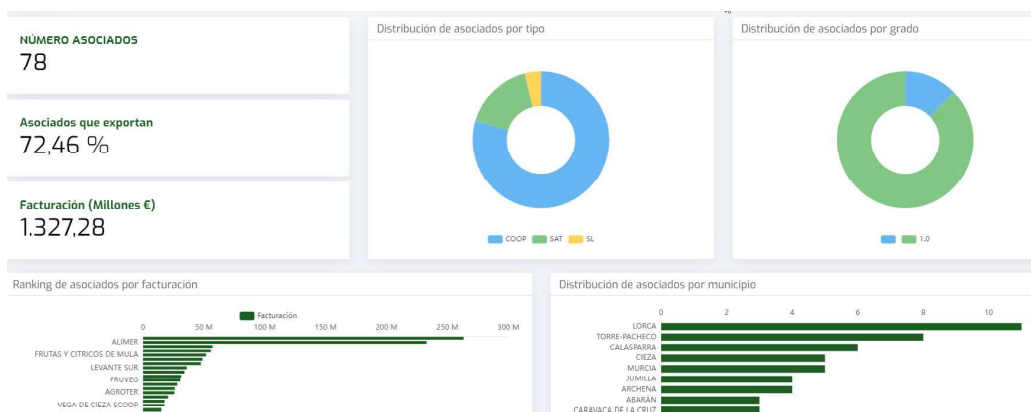 NÚMERO ASOCIADOS
78
Asociados que exportan
72,46 %
Facturación (Millones €)
1.327,28
Distribución de asociados por tipo
COOP SAT SL
Distribución de asociados por grado
1.0
Ranking de asociados por facturación
Facturación
0 50 M 100 M 150 M 200 M 250 M 300 M
ALIMER
FRUTAS Y CITRICOS DE MULA
LEVANTE SUR
FRUVEG
AGROTER
VEGA DE CIEZA SCOOP
Distribución de asociados por municipio
0 2 4 6 8 10
LORCA
TORRE-PACHECO
CALASPARRA
CIEZA
MURCIA
JUMILLA
ARCHENA
ABARÁN
CARAVACA DE LA CRUZ